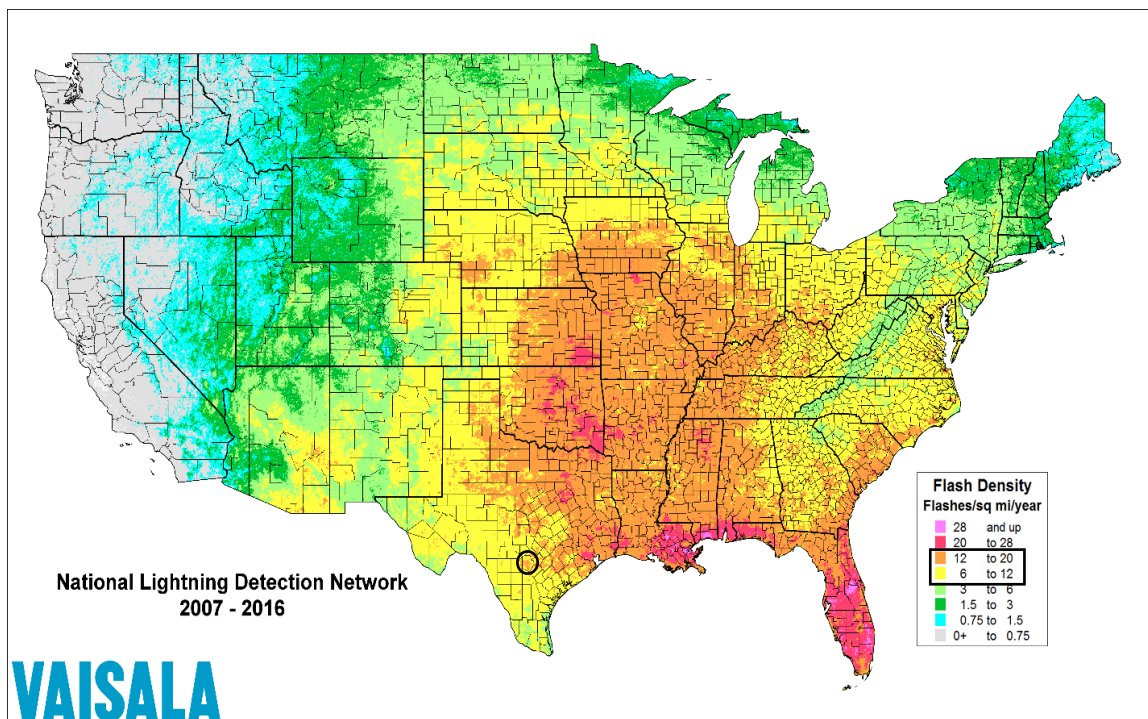 National Lightning Detection Network
2007 - 2016
VAISALA
Flash Density
Flashes/sq mi/year
28 and up
20 to 28
12 to 20
6 to 12
3 to 6
1.5 to 3
0.75 to 1.5
0+ to 0.75